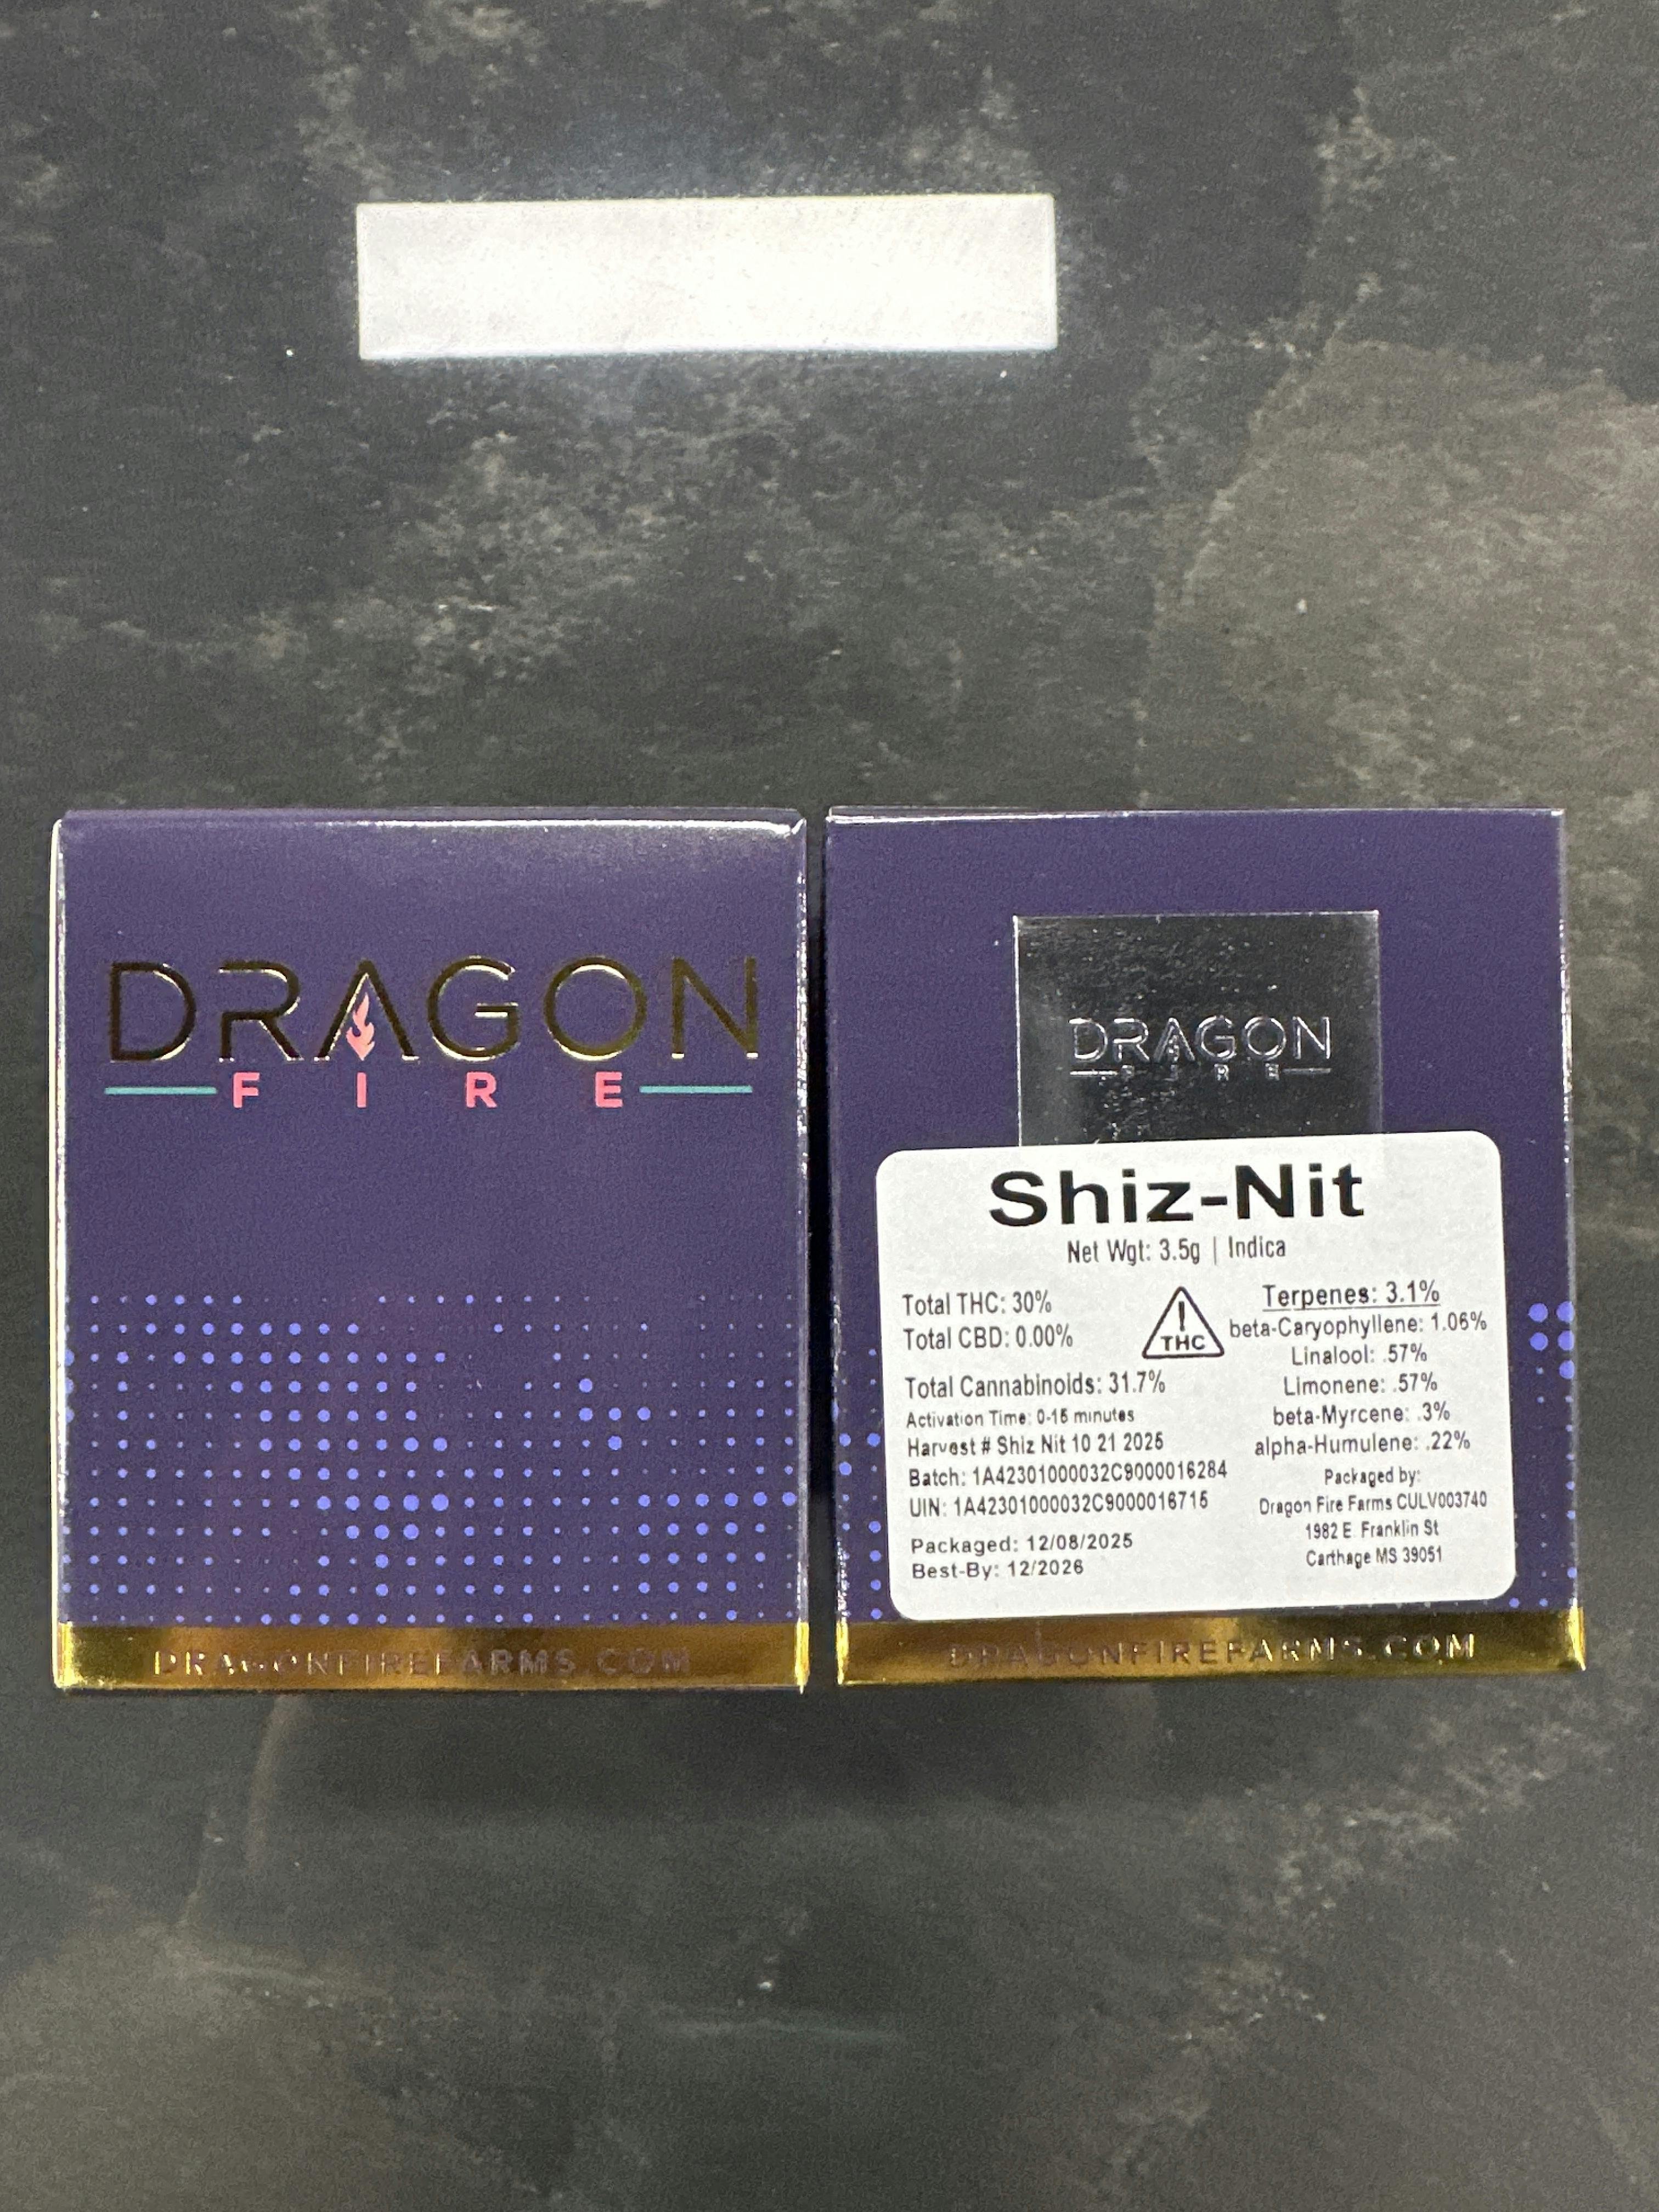 DRAGON
FIRE
DRAGONFIREFARMS.COM
DRAGON
FIRE
Shiz-Nit
Net Wgt: 3.5g | Indica
Total THC: 30%
Total CBD: 0.00%
Total Cannabinoids: 31.7%
Activation Time: 0-15 minutes
Harvest # Shiz Nit 10 21 2025
Batch: 1A42301000032C9000016284
UIN: 1A42301000032C9000016715
Packaged: 12/08/2025
Best-By: 12/2026
THC
Terpenes: 3.1%
beta-Caryophyllene: 1.06%
Linalool: .57%
Limonene: .57%
beta-Myrcene: .3%
alpha-Humulene: .22%
Packaged by:
Dragon Fire Farms CULV003740
1982 E. Franklin St
Carthage MS 39051
DRAGONFIREFARMS.COM